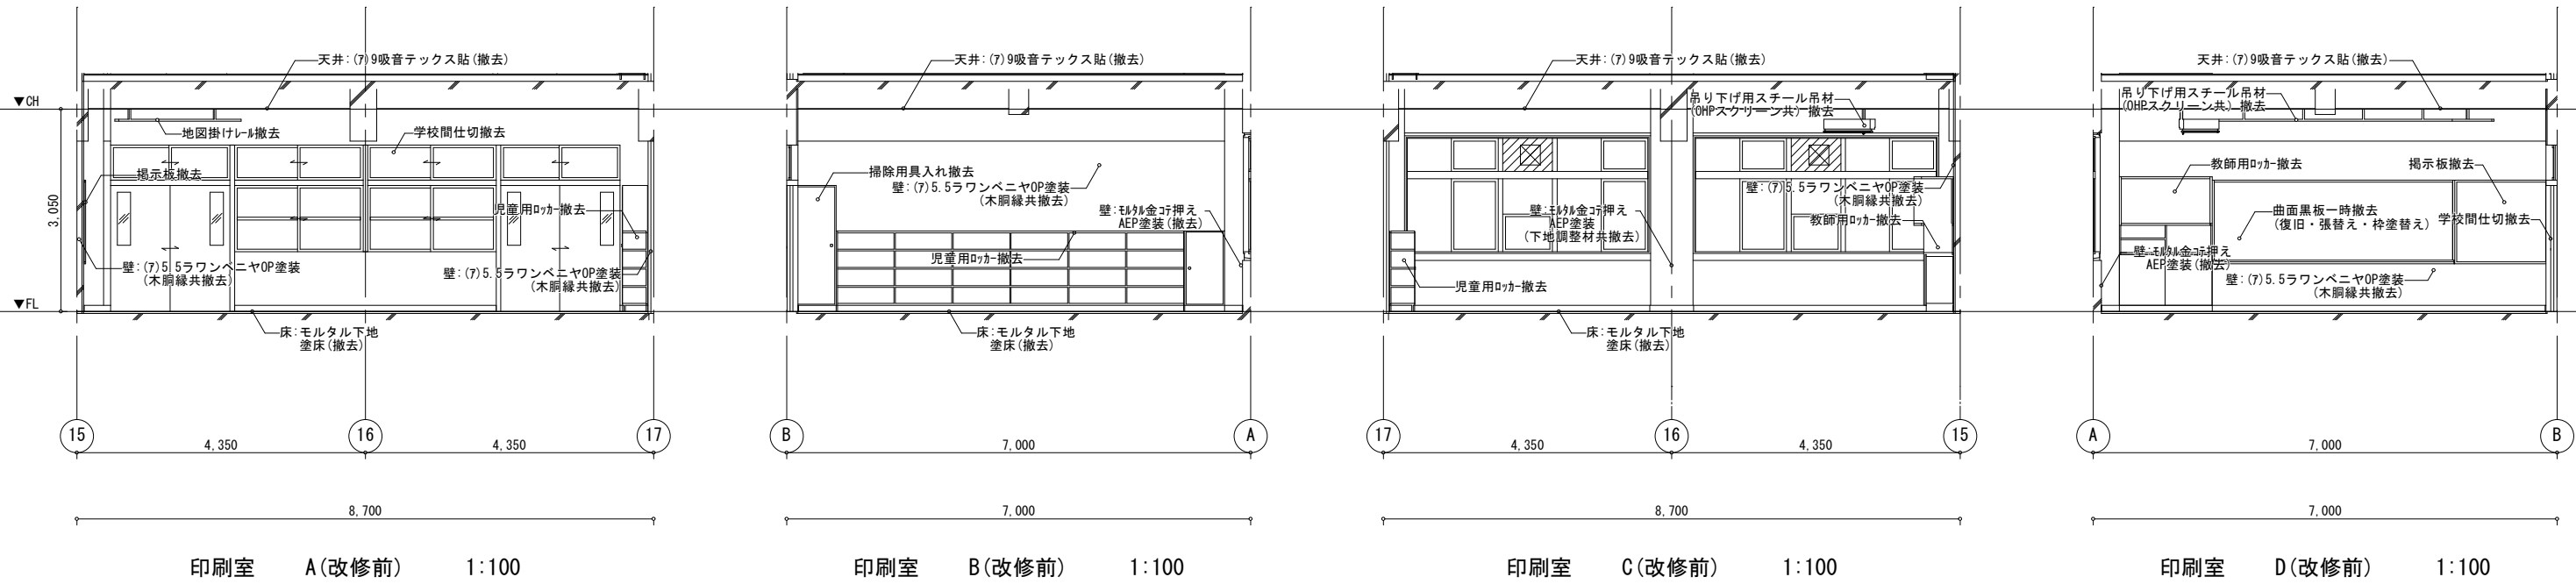 天井:(ｱ)9吸音テックス貼(撤去)
▼CH
地図掛けﾚｰﾙ撤去
学校間仕切撤去
掲示板撤去
児童用ﾛｯｶｰ撤去
3,050
壁:(ｱ)5.5ラワンベニヤOP塗装
(木胴縁共撤去)
壁:(ｱ)5.5ラワンベニヤOP塗装
(木胴縁共撤去)
▼FL
床:モルタル下地
塗床(撤去)
15
16
17
4,350
4,350
8,700
印刷室 A(改修前) 1:100
天井:(ｱ)9吸音テックス貼(撤去)
掃除用具入れ撤去
壁:(ｱ)5.5ラワンベニヤOP塗装
(木胴縁共撤去)
壁:ﾓﾙﾀﾙ金ｺﾃ押え
AEP塗装(撤去)
児童用ﾛｯｶｰ撤去
床:モルタル下地
塗床(撤去)
B
A
7,000
7,000
印刷室 B(改修前) 1:100
天井:(ｱ)9吸音テックス貼(撤去)
吊り下げ用スチール吊材
(OHPスクリーン共)撤去
壁:(ｱ)5.5ラワンベニヤOP塗装
(木胴縁共撤去)
壁:ﾓﾙﾀﾙ金ｺﾃ押え
AEP塗装
(下地調整材共撤去)
教師用ﾛｯｶｰ撤去
児童用ﾛｯｶｰ撤去
床:モルタル下地
塗床(撤去)
17
16
15
4,350
4,350
8,700
印刷室 C(改修前) 1:100
天井:(ｱ)9吸音テックス貼(撤去)
吊り下げ用スチール吊材
(OHPスクリーン共)撤去
教師用ﾛｯｶｰ撤去
掲示板撤去
曲面黒板一時撤去
(復旧・張替え・枠塗替え)
学校間仕切撤去
壁:ﾓﾙﾀﾙ金ｺﾃ押え
AEP塗装(撤去)
壁:(ｱ)5.5ラワンベニヤOP塗装
(木胴縁共撤去)
A
B
7,000
7,000
印刷室 D(改修前) 1:100